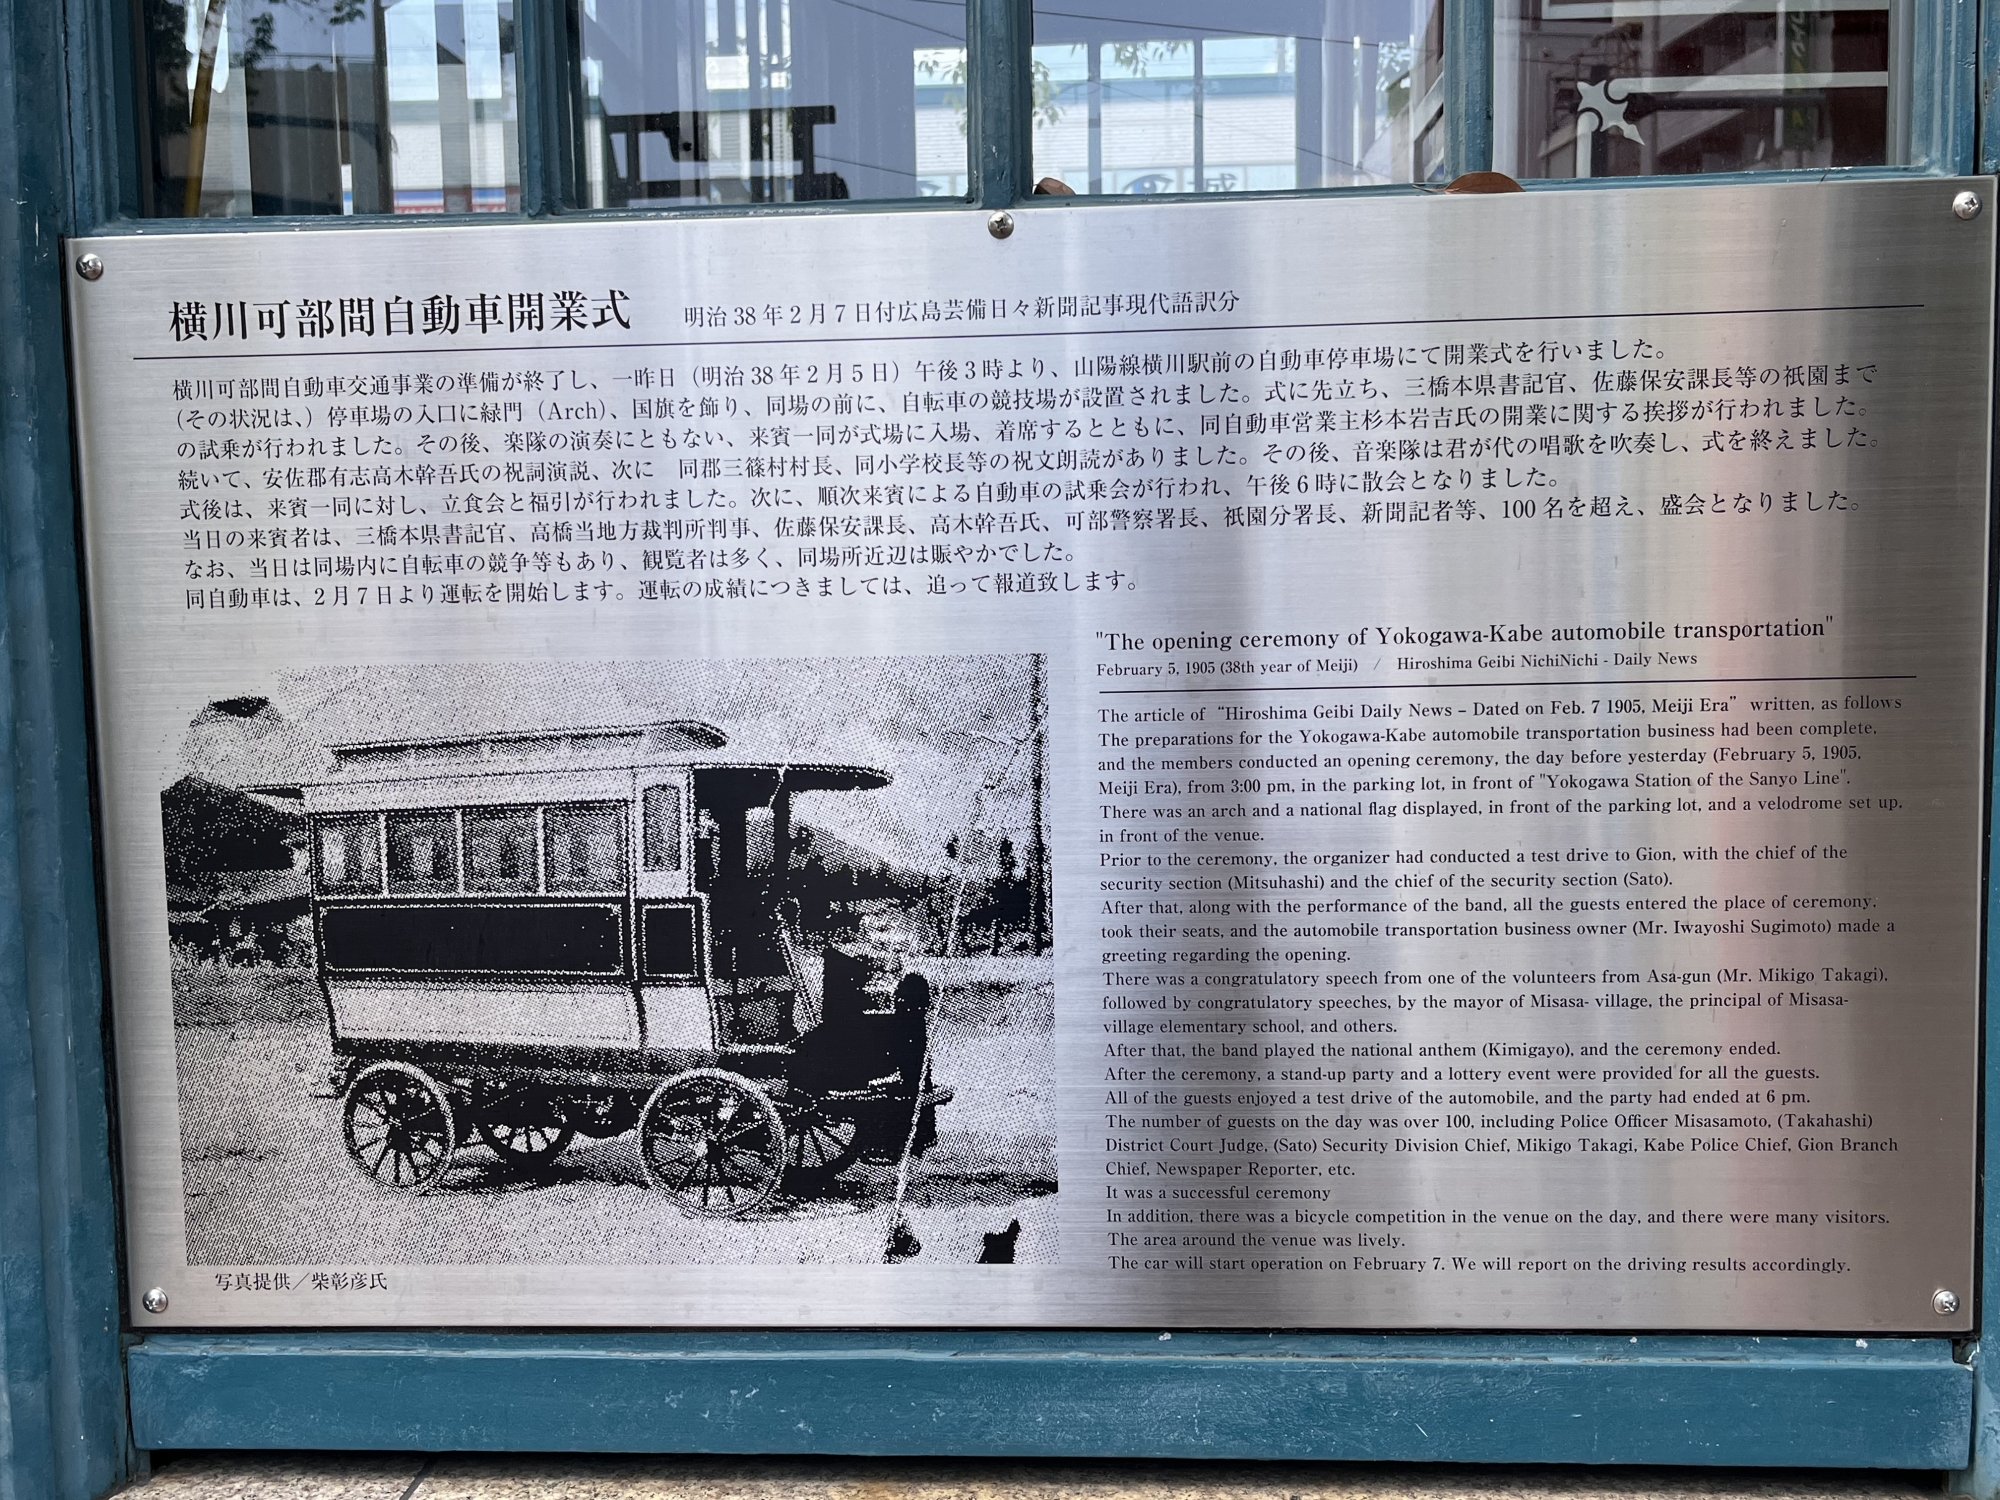 横川可部間自動車開業式 明治38年2月7日付広島芸備日々新聞記事現代語訳分
横川可部間自動車交通事業の準備が終了し、一昨日（明治38年2月5日）午後3時より、山陽線横川駅前の自動車停車場にて開業式を行いました。
（その状況は、）停車場の入口に緑門（Arch）、国旗を飾り、同場の前に、自転車の競技場が設置されました。式に先立ち、三橋本県書記官、佐藤保安課長等の祇園まで
の試乗が行われました。その後、楽隊の演奏にともない、来賓一同が式場に入場、着席するとともに、同自動車営業主杉本岩吉氏の開業に関する挨拶が行われました。
続いて、安佐郡有志高木幹吾氏の祝詞演説、次に　同郡三篠村村長、同小学校長等の祝文朗読がありました。その後、音楽隊は君が代の唱歌を吹奏し、式を終えました。
式後は、来賓一同に対し、立食会と福引が行われました。次に、順次来賓による自動車の試乗会が行われ、午後6時に散会となりました。
当日の来賓者は、三橋本県書記官、高橋当地方裁判所判事、佐藤保安課長、高木幹吾氏、可部警察署長、祇園分署長、新聞記者等、100名を超え、盛会となりました。
なお、当日は同場内に自転車の競争等もあり、観覧者は多く、同場所近辺は賑やかでした。
同自動車は、2月7日より運転を開始します。運転の成績につきましては、追って報道致します。
"The opening ceremony of Yokogawa-Kabe automobile transportation"
February 5, 1905 (38th year of Meiji) / Hiroshima Geibi NichiNichi - Daily News
The article of “Hiroshima Geibi Daily News – Dated on Feb. 7 1905, Meiji Era” written, as follows
The preparations for the Yokogawa-Kabe automobile transportation business had been complete,
and the members conducted an opening ceremony, the day before yesterday (February 5, 1905,
Meiji Era), from 3:00 pm, in the parking lot, in front of "Yokogawa Station of the Sanyo Line".
There was an arch and a national flag displayed, in front of the parking lot, and a velodrome set up,
in front of the venue.
Prior to the ceremony, the organizer had conducted a test drive to Gion, with the chief of the
security section (Mitsuhashi) and the chief of the security section (Sato).
After that, along with the performance of the band, all the guests entered the place of ceremony,
took their seats, and the automobile transportation business owner (Mr. Iwayoshi Sugimoto) made a
greeting regarding the opening.
There was a congratulatory speech from one of the volunteers from Asa-gun (Mr. Mikigo Takagi),
followed by congratulatory speeches, by the mayor of Misasa- village, the principal of Misasa-
village elementary school, and others.
After that, the band played the national anthem (Kimigayo), and the ceremony ended.
After the ceremony, a stand-up party and a lottery event were provided for all the guests.
All of the guests enjoyed a test drive of the automobile, and the party had ended at 6 pm.
The number of guests on the day was over 100, including Police Officer Misasamoto, (Takahashi)
District Court Judge, (Sato) Security Division Chief, Mikigo Takagi, Kabe Police Chief, Gion Branch
Chief, Newspaper Reporter, etc.
It was a successful ceremony
In addition, there was a bicycle competition in the venue on the day, and there were many visitors.
The area around the venue was lively.
The car will start operation on February 7. We will report on the driving results accordingly.
写真提供／柴彰彦氏